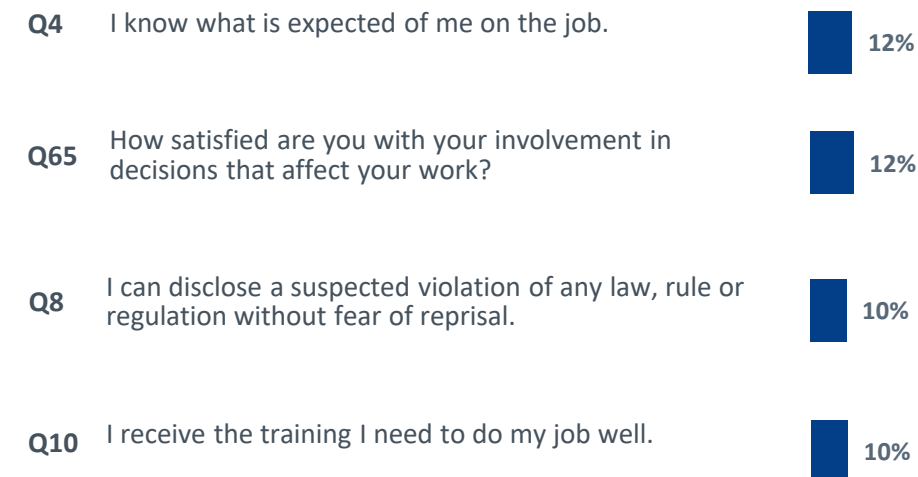 Q4 I know what is expected of me on the job. 12%
Q65 How satisfied are you with your involvement in
decisions that affect your work? 12%
Q8 I can disclose a suspected violation of any law, rule or
regulation without fear of reprisal. 10%
Q10 I receive the training I need to do my job well. 10%